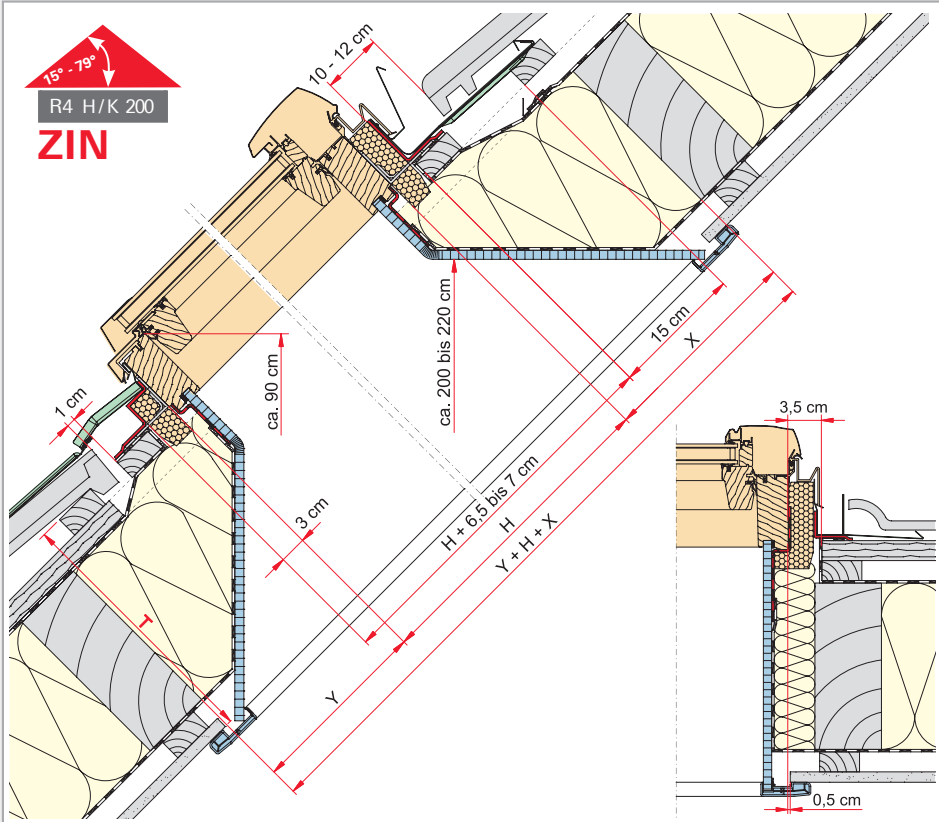 15° - 79°
R4 H/K 200
ZIN
10 - 12 cm
15 cm
X
ca. 200 bis 220 cm
ca. 90 cm
1 cm
3,5 cm
3 cm
H + 6,5 bis 7 cm
H
Y + H + X
T
Y
0,5 cm